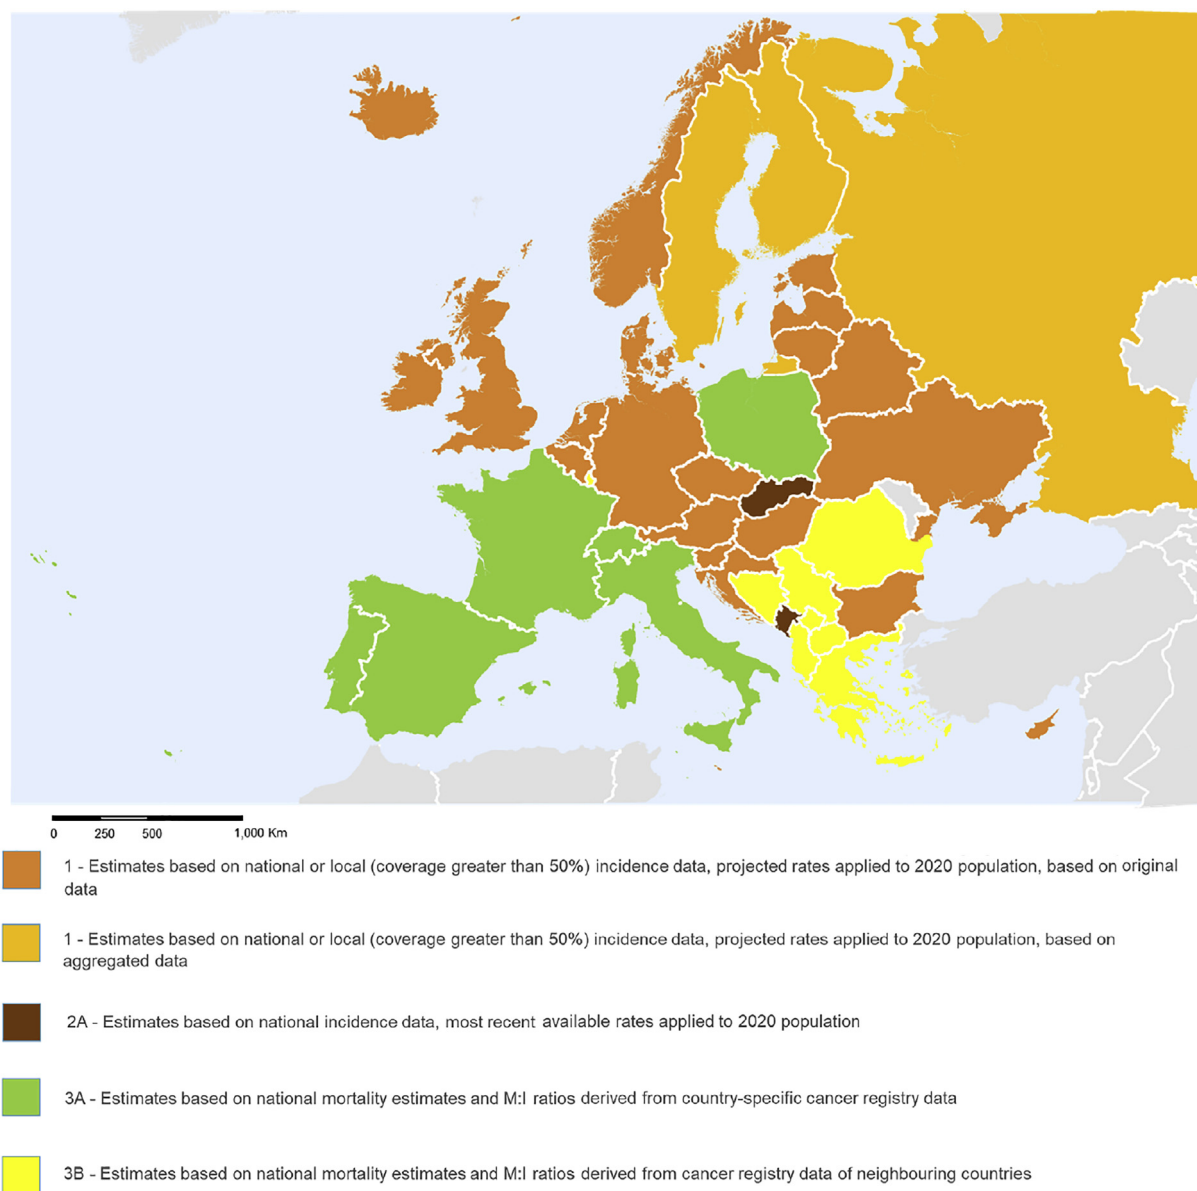 0 250 500 1,000 Km
1 - Estimates based on national or local (coverage greater than 50%) incidence data, projected rates applied to 2020 population, based on original
data
1 - Estimates based on national or local (coverage greater than 50%) incidence data, projected rates applied to 2020 population, based on
aggregated data
2A - Estimates based on national incidence data, most recent available rates applied to 2020 population
3A - Estimates based on national mortality estimates and M:I ratios derived from country-specific cancer registry data
3B - Estimates based on national mortality estimates and M:I ratios derived from cancer registry data of neighbouring countries